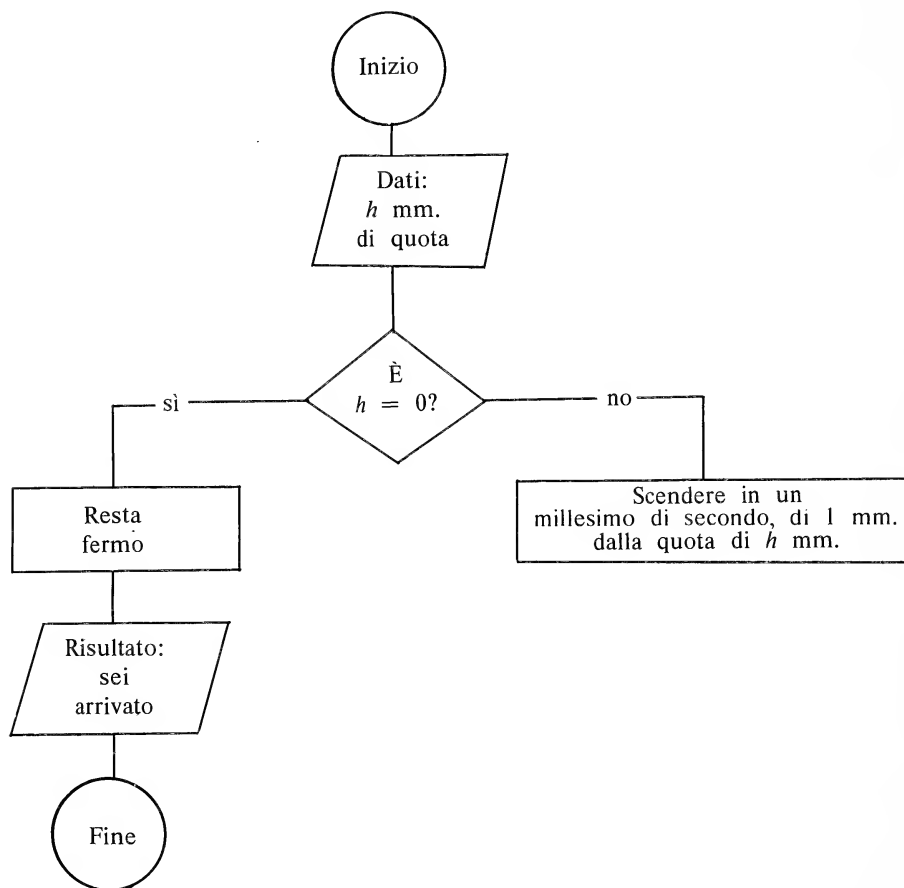 Inizio
Dati:
h mm.
di quota
È
h = 0?
sì
no
Resta
fermo
Scendere in un
millesimo di secondo, di 1 mm.
dalla quota di h mm.
Risultato:
sei
arrivato
Fine